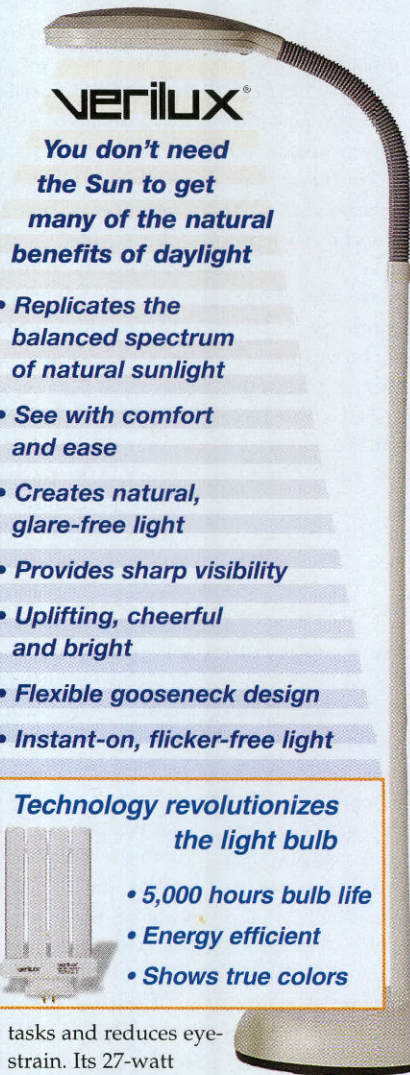 verilux®
You don't need
the Sun to get
many of the natural
benefits of daylight
• Replicates the
balanced spectrum
of natural sunlight
• See with comfort
and ease
• Creates natural,
glare-free light
• Provides sharp visibility
• Uplifting, cheerful
and bright
• Flexible gooseneck design
• Instant-on, flicker-free light
Technology revolutionizes
the light bulb
• 5,000 hours bulb life
• Energy efficient
• Shows true colors
verilux verilux
tasks and reduces eye-
strain. Its 27-watt